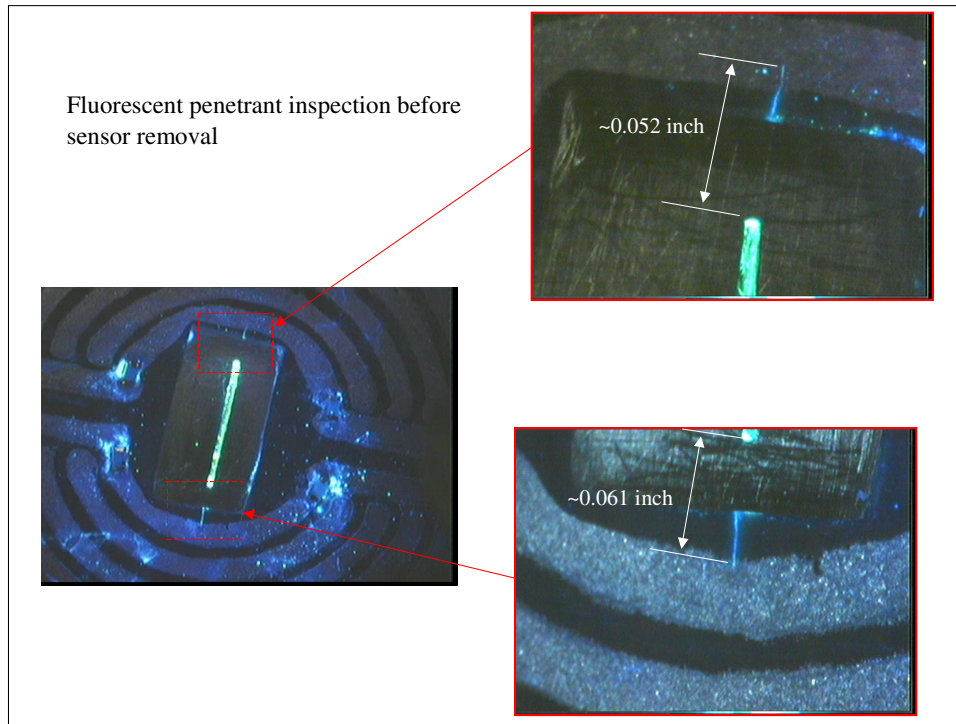 Fluorescent penetrant inspection before
sensor removal
~0.052 inch
~0.061 inch